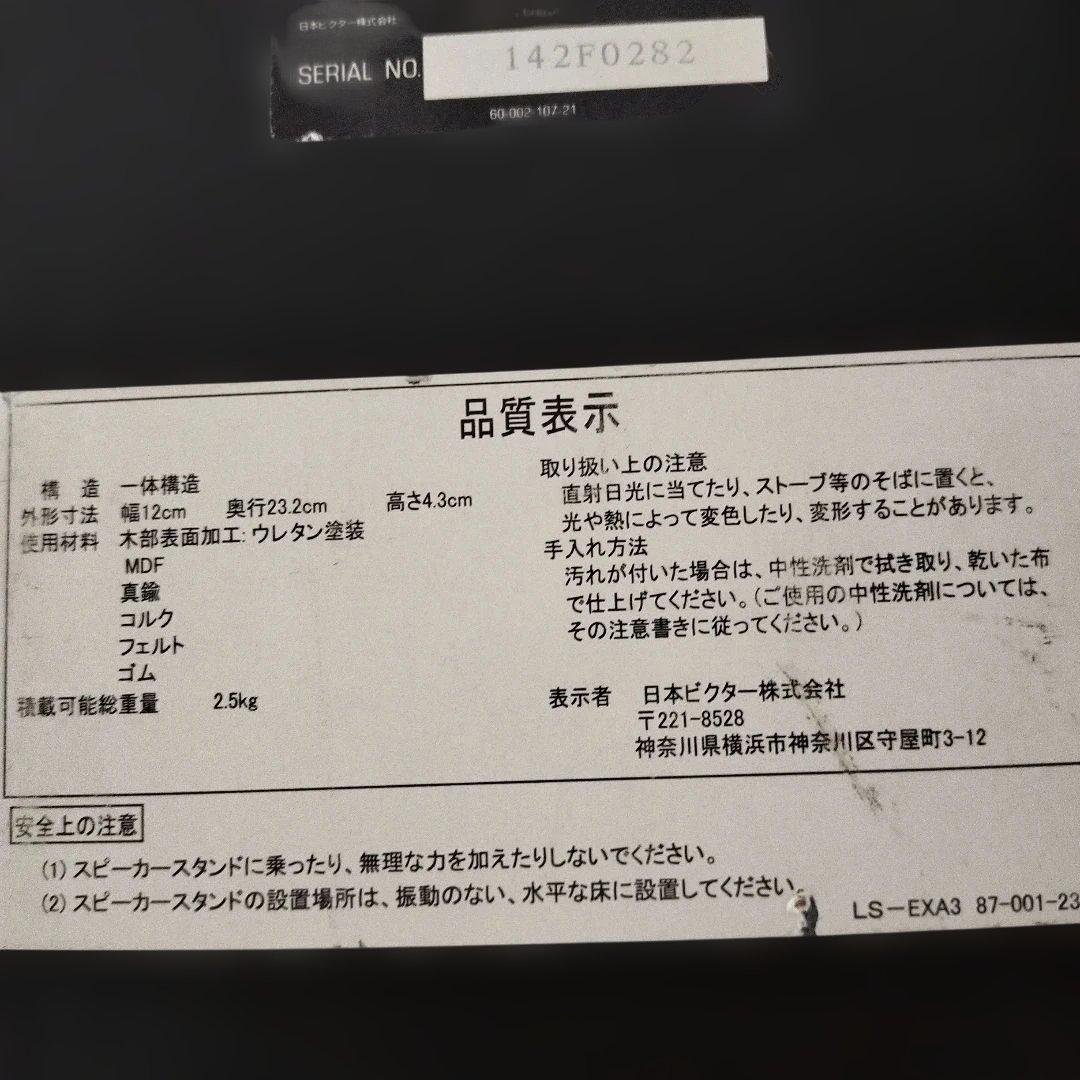 日本ビクター株式会社
SERIAL NO. 142F0282
60-002-107-21
品質表示
構造 一体構造
外形寸法 幅12cm 奥行23.2cm 高さ4.3cm
使用材料 木部表面加工:ウレタン塗装
MDF
真鍮
コルク
フェルト
ゴム
積載可能総重量 2.5kg
取り扱い上の注意
直射日光に当てたり、ストーブ等のそばに置くと、
光や熱によって変色したり、変形することがあります。
手入れ方法
汚れが付いた場合は、中性洗剤で拭き取り、乾いた布
で仕上げてください。(ご使用の中性洗剤については、
その注意書きに従ってください。)
表示者 日本ビクター株式会社
〒221-8528
神奈川県横浜市神奈川区守屋町3-12
安全上の注意
(1) スピーカースタンドに乗ったり、無理な力を加えたりしないでください。
(2) スピーカースタンドの設置場所は、振動のない、水平な床に設置してください。
LS-EXA3 87-001-23